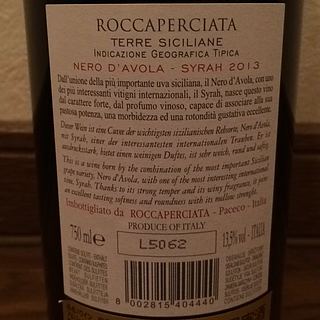 ROCCAPERCIATA
TERRE SICILIANE
INDICAZIONE GEOGRAFICA TIPICA
NERO D'AVOLA - SYRAH 2013
Dall'unione della più importante uva siciliana, il Nero d'Avola, con uno
dei più interessanti vitigni internazionali, il Syrah, nasce questo vino
dal carattere forte, dal profumo vinoso, capace di associare alla sua
pastosa potenza, una morbidezza ed una rotondità gustativa eccellenti.
Dieser Wein ist eine Cuvée der wichtigsten sizilianischen Rebsorte, Nero d'Avola,
mit Syrah, einer der interessantesten internationalen Trauben. Er ist
ausdrucksstark, bietet einen weinigen Duftes, ist sehr weich, rund und saftig.
This is a wine born by the combination of the most important Sicilian
grape variety, Nero d'Avola, with one of the most interesting international
vine, Syrah. Thanks to its strong temper and its winy fragrance, it gets
an excellent tasting softness and roundness with its mellow strength.
Imbottigliato da ROCCAPERCIATA - Paceco - Italia
PRODUCE OF ITALY
750 ml e
L5062
13,5% vol - ITALIA
8 002815 404440